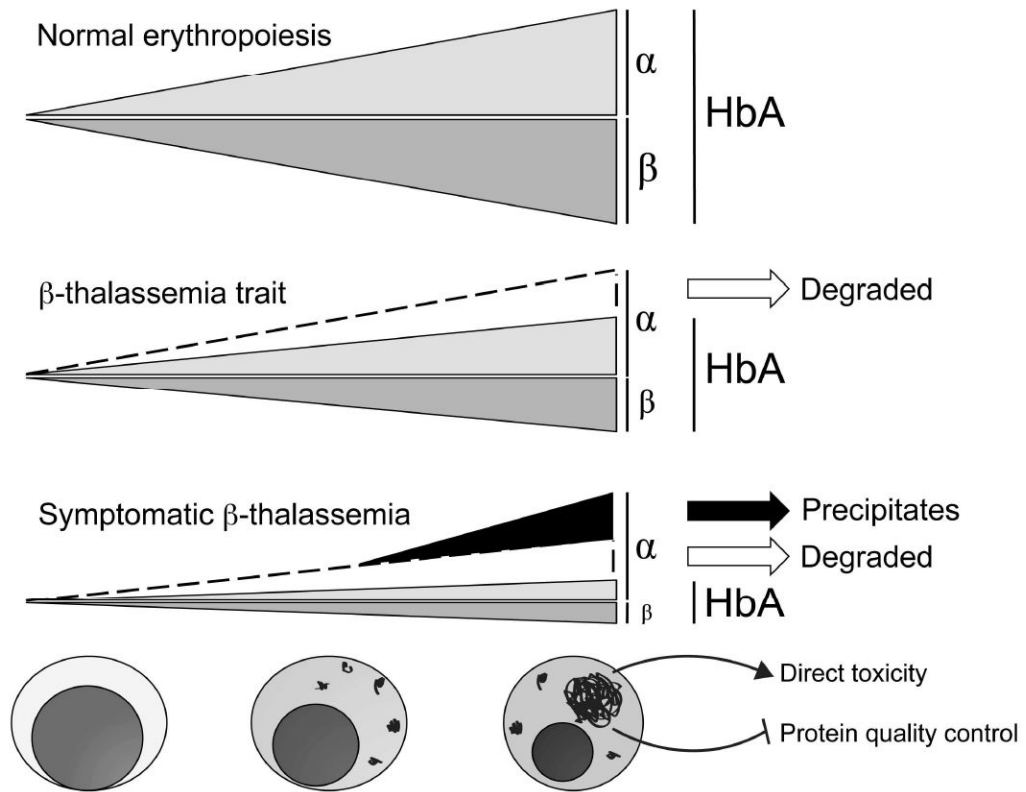 Normal erythropoiesis
α
β
HbA
β-thalassemia trait
α
β
Degraded
HbA
Symptomatic β-thalassemia
α
β
Precipitates
Degraded
HbA
Direct toxicity
Protein quality control